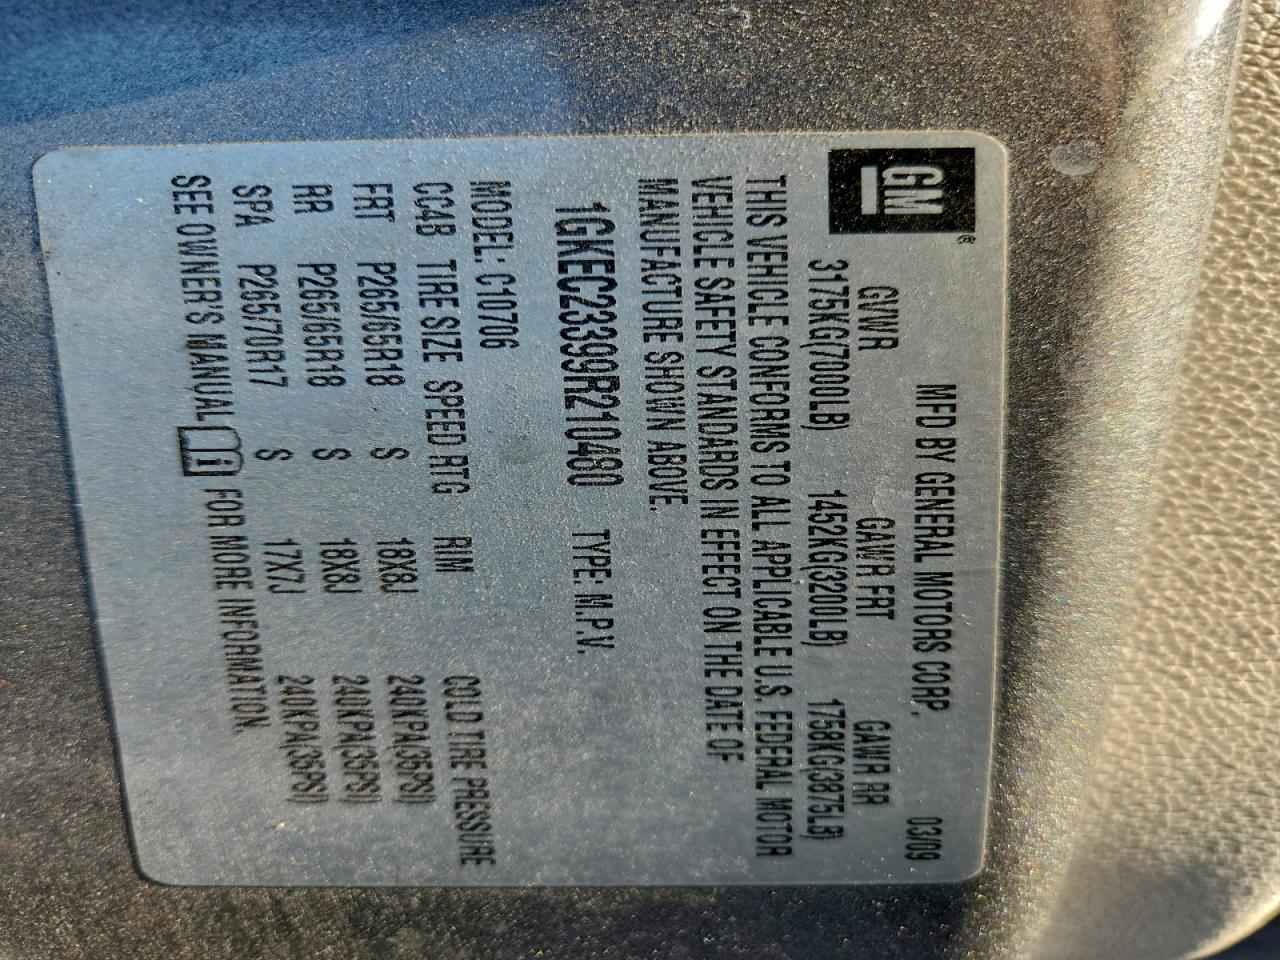 GM®
MFD BY GENERAL MOTORS CORP. 03/09
GVWR GAWR FRT GAWR RR
3175KG(7000LB) 1452KG(3200LB) 1758KG(3875LB)
THIS VEHICLE CONFORMS TO ALL APPLICABLE U.S. FEDERAL MOTOR
VEHICLE SAFETY STANDARDS IN EFFECT ON THE DATE OF
MANUFACTURE SHOWN ABOVE.
1GKEC23399R210480 TYPE: M.P.V.
MODEL: C10706
CC4B TIRE SIZE SPEED RTG RIM COLD TIRE PRESSURE
FRT P265/65R18 S 18X8J 240KPA(35PSI)
RR P265/65R18 S 18X8J 240KPA(35PSI)
SPA P265/70R17 S 17X7J 240KPA(35PSI)
SEE OWNER'S MANUAL i FOR MORE INFORMATION.